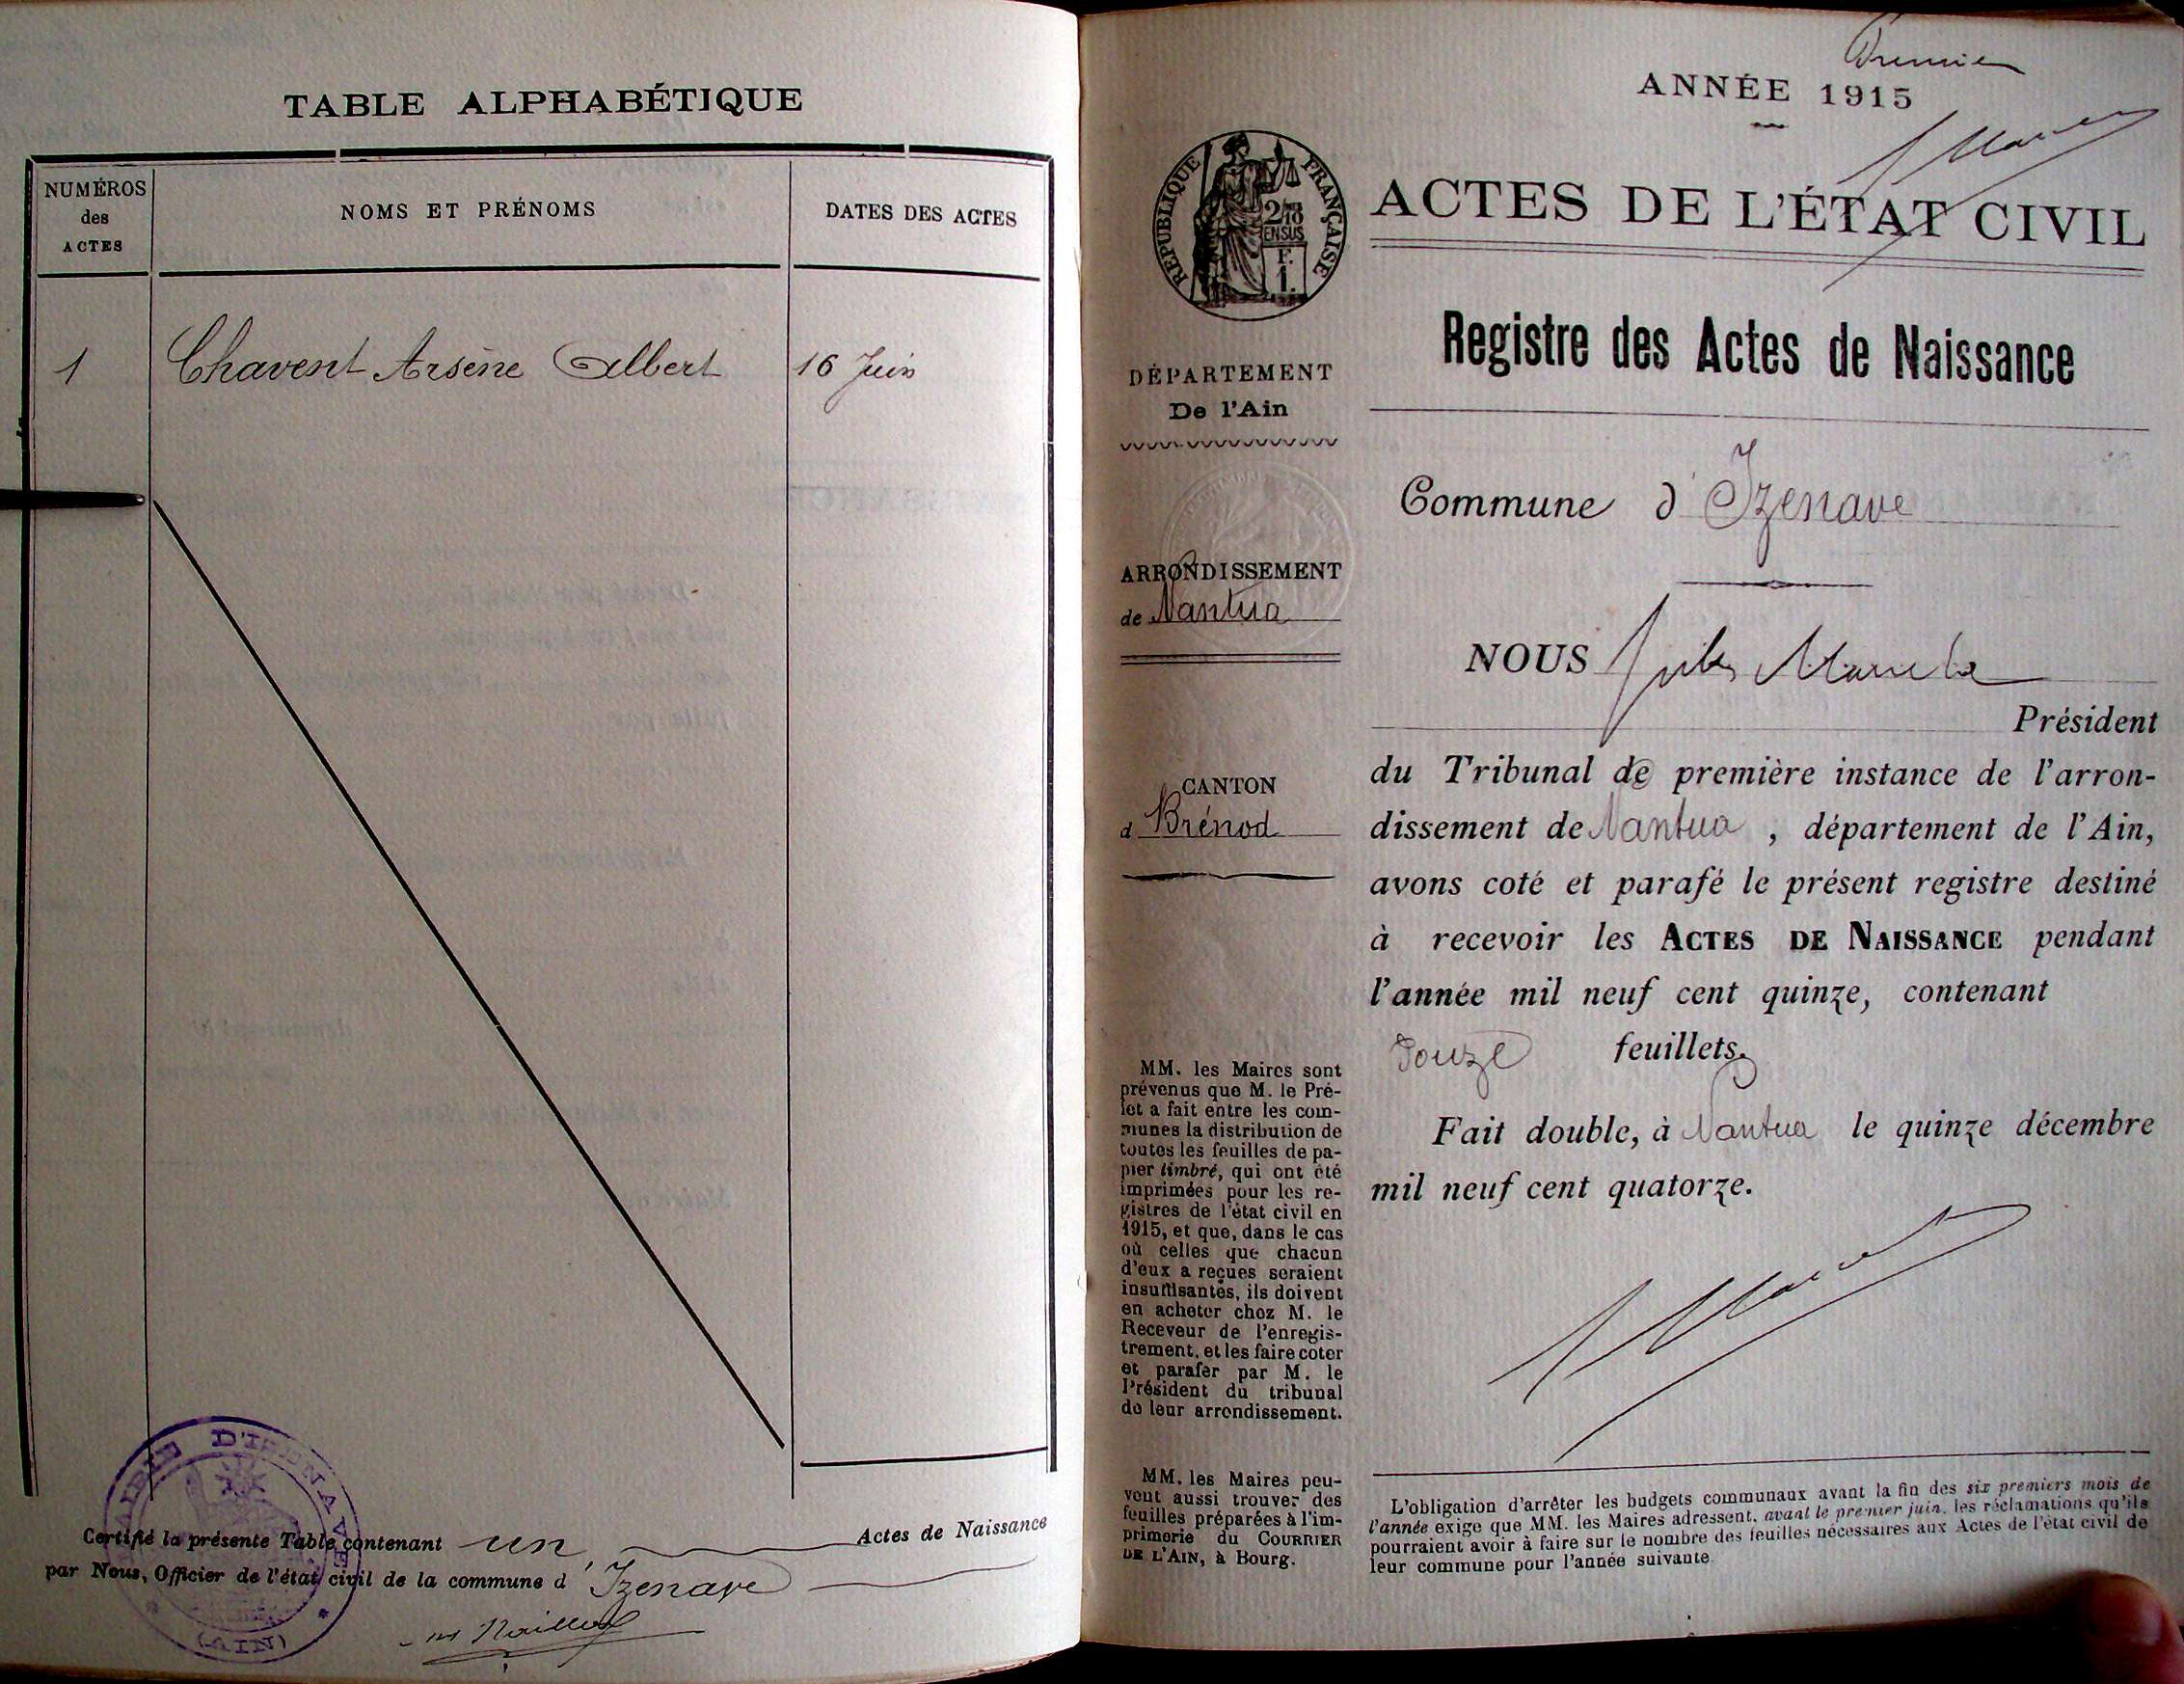 TABLE ALPHABÉTIQUE
NUMÉROS
des
ACTES
NOMS ET PRÉNOMS
DATES DES ACTES
1 Chavent Arsène Albert 16 Juin
MAIRIE D'IZENAVE
(AIN)
Certifié la présente Table contenant un Actes de Naissance
par Nous, Officier de l'état civil de la commune d'Izenave
Premier
ANNÉE 1915
RÉPUBLIQUE FRANÇAISE
2/10
EN SUS
F.
1.
ACTES DE L'ÉTAT CIVIL
Registre des Actes de Naissance
DÉPARTEMENT
De l'Ain
Commune d'Izenave
ARRONDISSEMENT
de Nantua
NOUS Jules
Président
CANTON
d Brénod
du Tribunal de première instance de l'arron-
dissement de Nantua, département de l'Ain,
avons coté et parafé le présent registre destiné
à recevoir les ACTES DE NAISSANCE pendant
l'année mil neuf cent quinze, contenant
Douze feuillets.
Fait double, à Nantua le quinze décembre
mil neuf cent quatorze.
MM. les Maires sont
prévenus que M. le Pré-
fet a fait entre les com-
munes la distribution de
toutes les feuilles de pa-
pier timbré, qui ont été
imprimées pour les re-
gistres de l'état civil en
1915, et que, dans le cas
où celles que chacun
d'eux a reçues seraient
insuffisantes, ils doivent
en acheter chez M. le
Receveur de l'enregis-
trement, et les faire coter
et parafer par M. le
Président du tribunal
de leur arrondissement.
MM. les Maires peu-
vent aussi trouver des
feuilles préparées à l'im-
primerie du COURRIER
DE L'AIN, à Bourg.
L'obligation d'arrêter les budgets communaux avant la fin des six premiers mois de
l'année exige que MM. les Maires adressent, avant le premier juin, les réclamations qu'ils
pourraient avoir à faire sur le nombre des feuilles nécessaires aux Actes de l'état civil de
leur commune pour l'année suivante